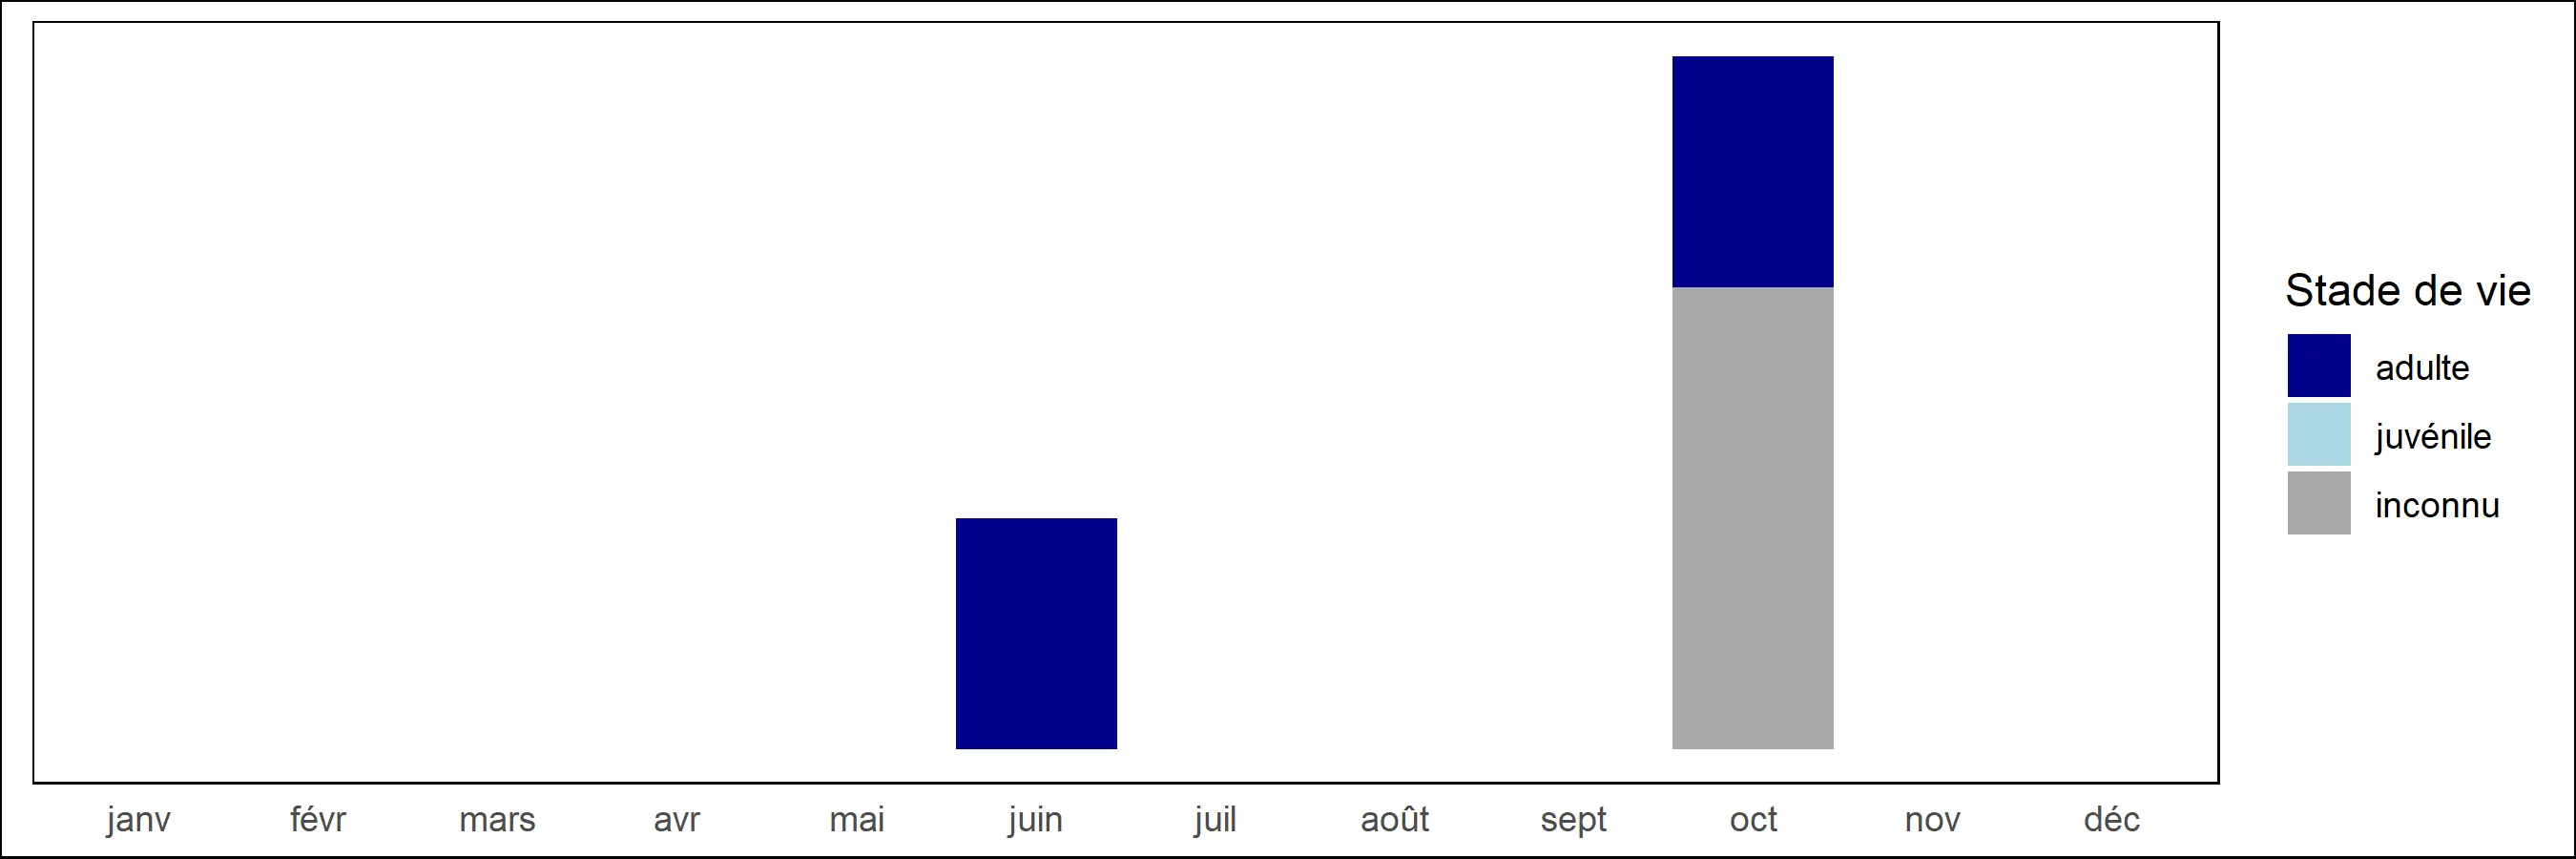 Stade de vie
adulte
juvénile
inconnu
janv févr mars avr mai juin juil août sept oct nov déc